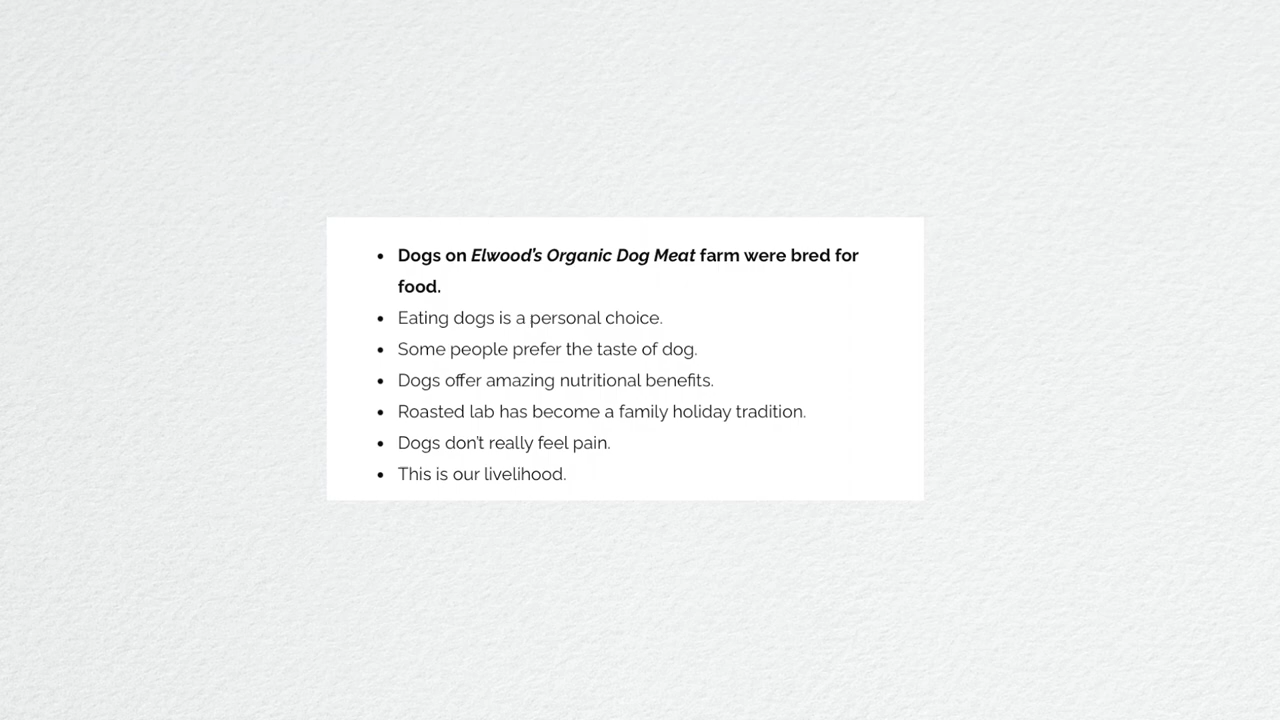 • Dogs on Elwood's Organic Dog Meat farm were bred for
food.
• Eating dogs is a personal choice.
• Some people prefer the taste of dog.
• Dogs offer amazing nutritional benefits.
• Roasted lab has become a family holiday tradition.
• Dogs don't really feel pain.
• This is our livelihood.